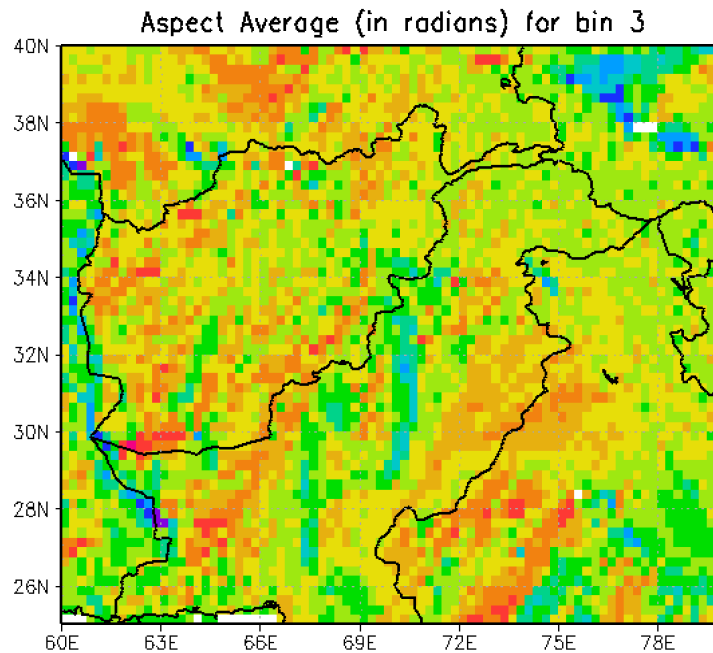 Aspect Average (in radians) for bin 3
40N
38N
36N
34N
32N
30N
28N
26N
60E 63E 66E 69E 72E 75E 78E